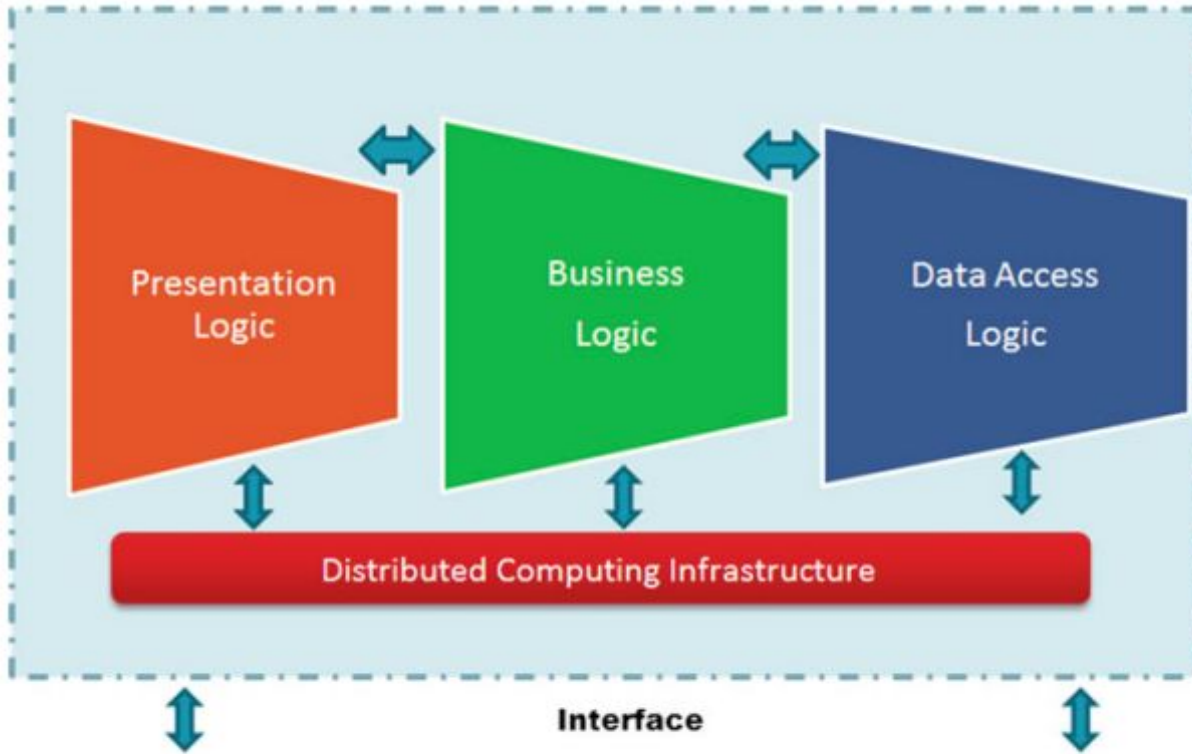 Presentation
Logic
Business
Logic
Data Access
Logic
Distributed Computing Infrastructure
Interface